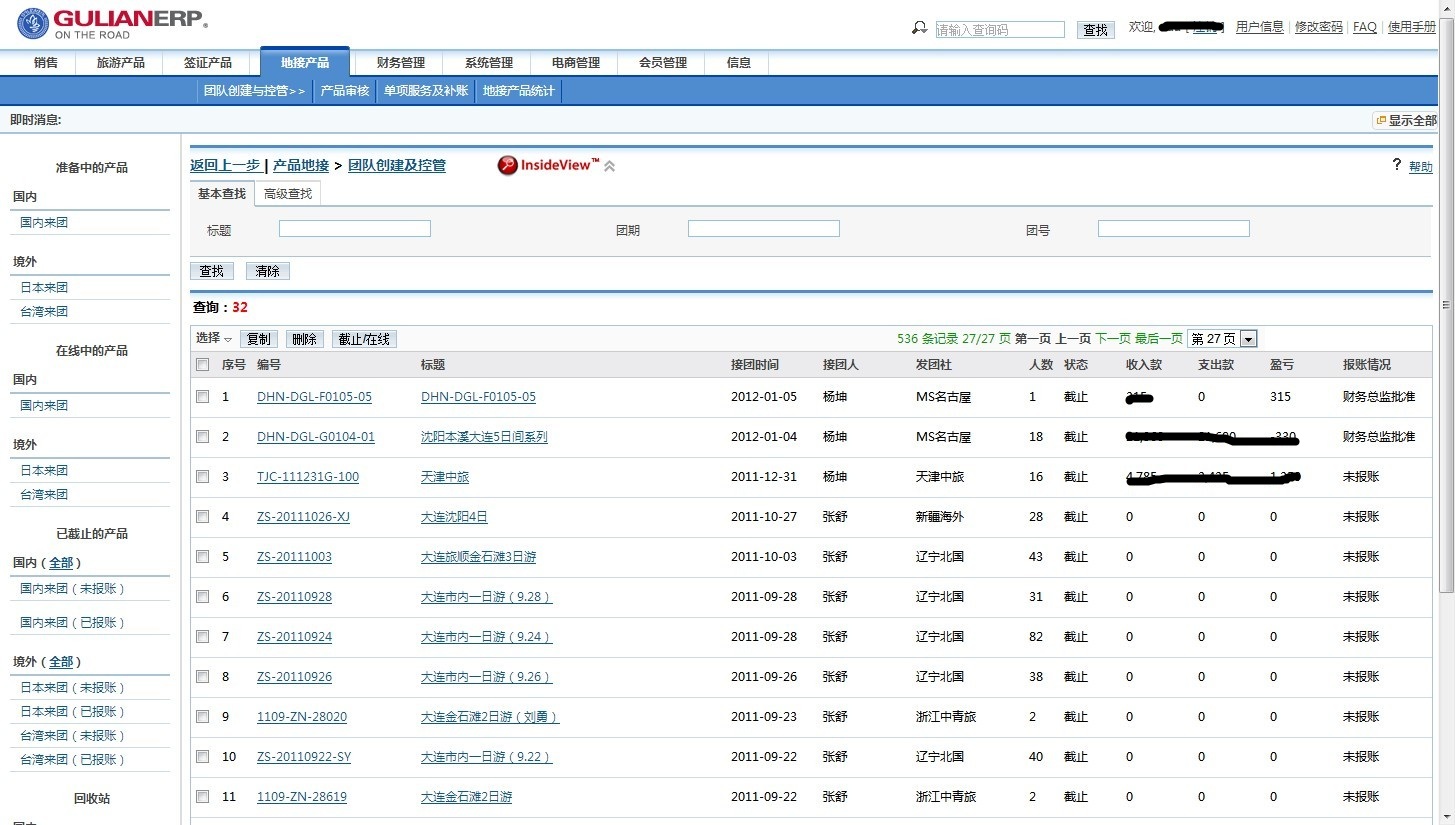 GULIANERP®
ON THE ROAD
请输入查询码 查找 欢迎, 用户信息 | 修改密码 | FAQ | 使用手册
销售 旅游产品 签证产品 地接产品 财务管理 系统管理 电商管理 会员管理 信息
团队创建与控管>> 产品审核 单项服务及补账 地接产品统计
即时消息: 显示全部
准备中的产品
国内
国内来团
境外
日本来团
台湾来团
在线中的产品
国内
国内来团
境外
日本来团
台湾来团
已截止的产品
国内（全部）
国内来团（未报账）
国内来团（已报账）
境外（全部）
日本来团（未报账）
日本来团（已报账）
台湾来团（未报账）
台湾来团（已报账）
回收站
返回上一步 | 产品地接 > 团队创建及控管 InsideView™ ? 帮助
基本查找 高级查找
标题 团期 团号
查找 清除
查询：32
选择 复制 删除 截止/在线 536 条记录 27/27 页 第一页 上一页 下一页 最后一页 第 27 页
序号 编号 标题 接团时间 接团人 发团社 人数 状态 收入款 支出款 盈亏 报账情况
1 DHN-DGL-F0105-05 DHN-DGL-F0105-05 2012-01-05 杨坤 MS名古屋 1 截止 0 315 财务总监批准
2 DHN-DGL-G0104-01 沈阳本溪大连5日间系列 2012-01-04 杨坤 MS名古屋 18 截止 财务总监批准
3 TJC-111231G-100 天津中旅 2011-12-31 杨坤 天津中旅 16 截止 未报账
4 ZS-20111026-XJ 大连沈阳4日 2011-10-27 张舒 新疆海外 28 截止 0 0 0 未报账
5 ZS-20111003 大连旅顺金石滩3日游 2011-10-03 张舒 辽宁北国 43 截止 0 0 0 未报账
6 ZS-20110928 大连市内一日游（9.28） 2011-09-28 张舒 辽宁北国 31 截止 0 0 0 未报账
7 ZS-20110924 大连市内一日游（9.24） 2011-09-28 张舒 辽宁北国 82 截止 0 0 0 未报账
8 ZS-20110926 大连市内一日游（9.26） 2011-09-26 张舒 辽宁北国 38 截止 0 0 0 未报账
9 1109-ZN-28020 大连金石滩2日游（刘勇） 2011-09-23 张舒 浙江中青旅 2 截止 0 0 0 未报账
10 ZS-20110922-SY 大连市内一日游（9.22） 2011-09-22 张舒 辽宁北国 40 截止 0 0 0 未报账
11 1109-ZN-28619 大连金石滩2日游 2011-09-22 张舒 浙江中青旅 2 截止 0 0 0 未报账